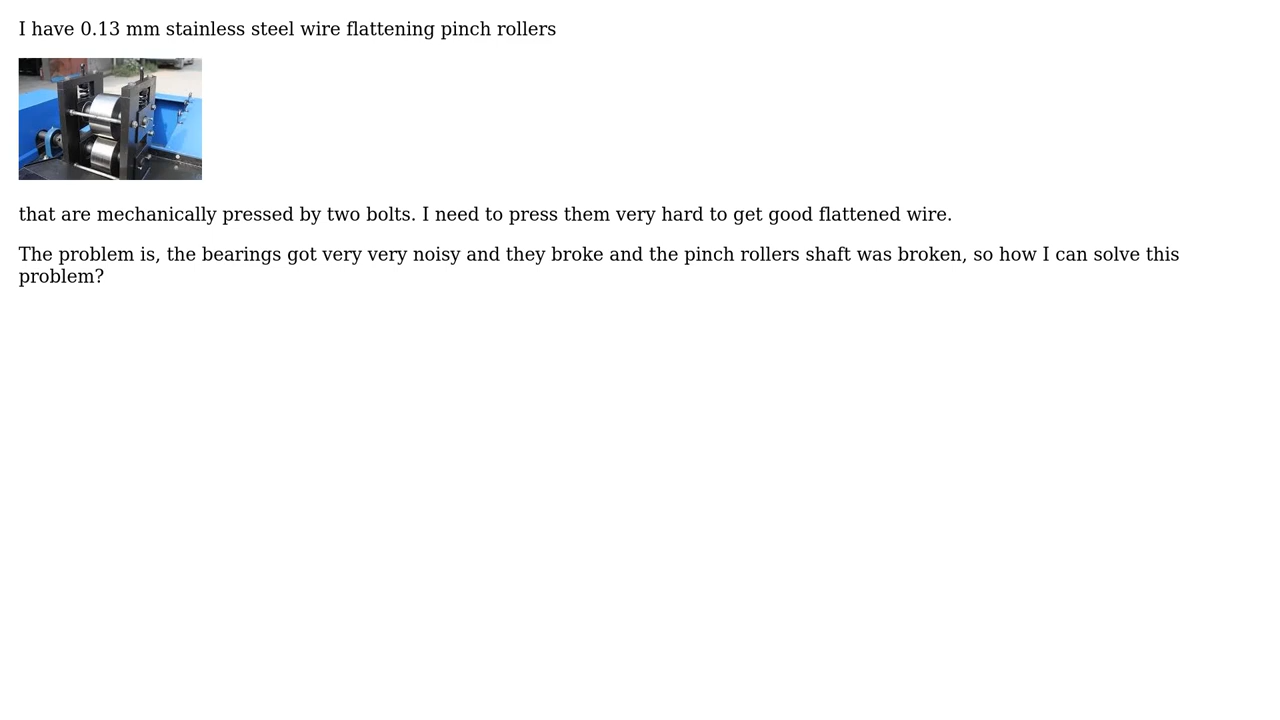 I have 0.13 mm stainless steel wire flattening pinch rollers
that are mechanically pressed by two bolts. I need to press them very hard to get good flattened wire.
The problem is, the bearings got very very noisy and they broke and the pinch rollers shaft was broken, so how I can solve this
problem?